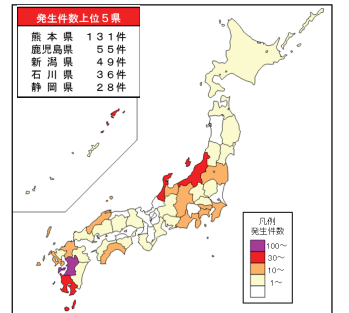 発生件数上位5県
熊本県 131件
鹿児島県 55件
新潟県 49件
石川県 36件
静岡県 28件
凡例
発生件数
100~
30~
10~
1~